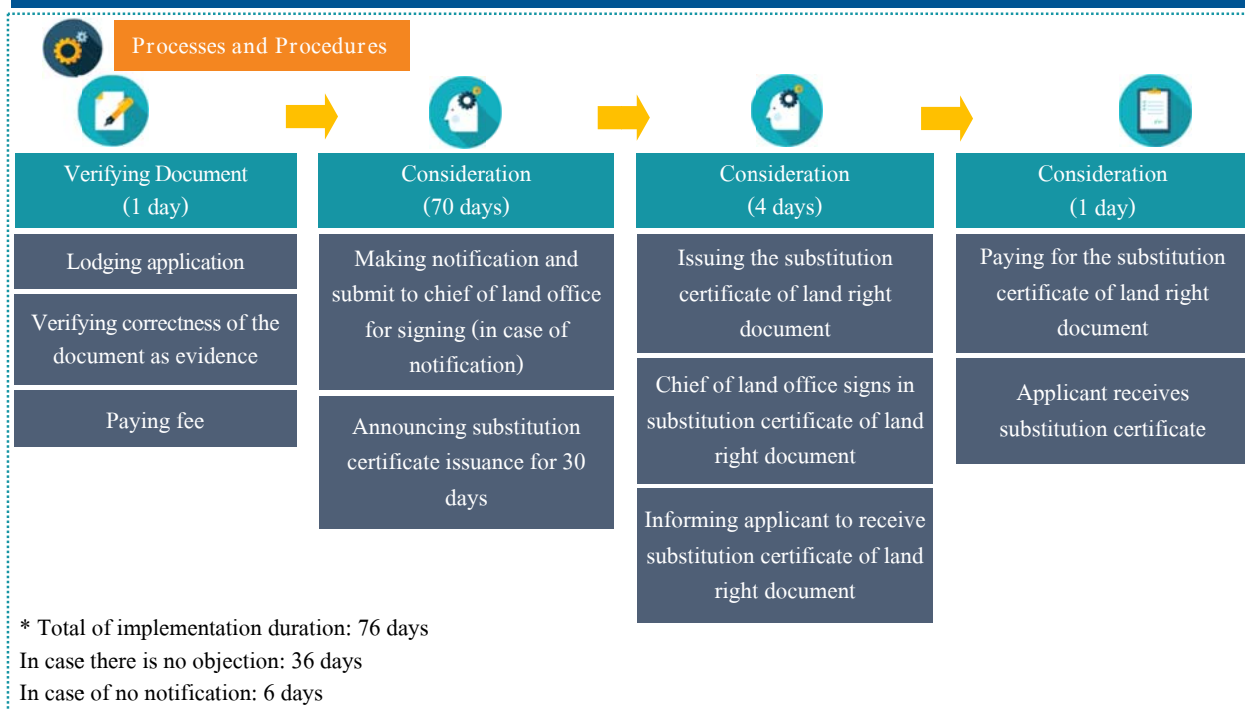 Processes and Procedures
Verifying Document
(1 day)
Lodging application
Verifying correctness of the
document as evidence
Paying fee
Consideration
(70 days)
Making notification and
submit to chief of land office
for signing (in case of
notification)
Announcing substitution
certificate issuance for 30
days
Consideration
(4 days)
Issuing the substitution
certificate of land right
document
Chief of land office signs in
substitution certificate of land
right document
Informing applicant to receive
substitution certificate of land
right document
Consideration
(1 day)
Paying for the substitution
certificate of land right
document
Applicant receives
substitution certificate
* Total of implementation duration: 76 days
In case there is no objection: 36 days
In case of no notification: 6 days